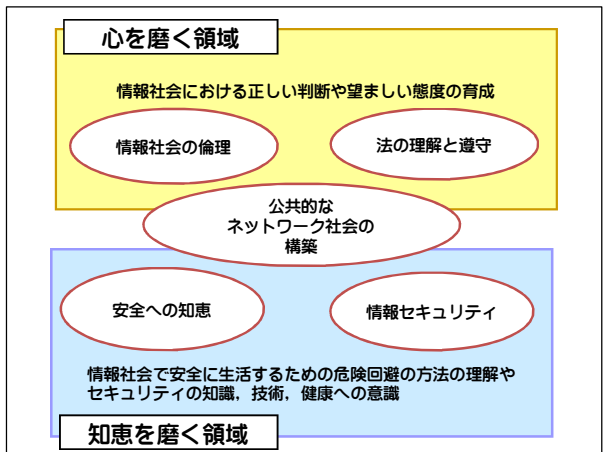 心を磨く領域
情報社会における正しい判断や望ましい態度の育成
情報社会の倫理
法の理解と遵守
公共的な
ネットワーク社会の
構築
安全への知恵
情報セキュリティ
情報社会で安全に生活するための危険回避の方法の理解や
セキュリティの知識，技術，健康への意識
知恵を磨く領域